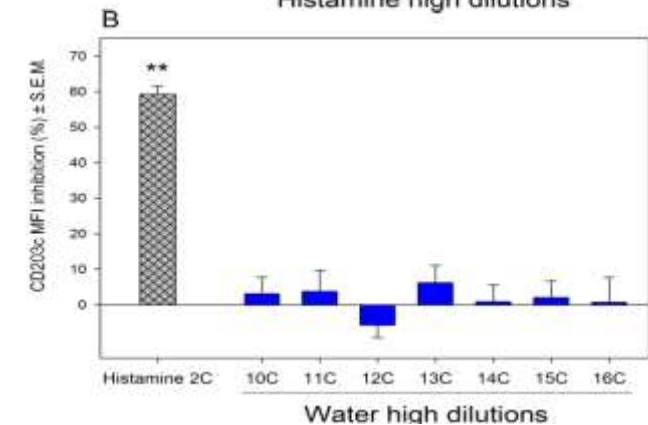 Histamine high dilutions
B
CD203c MFI inhibition (%) ± S.E.M.
70
60
50
40
30
20
10
0
**
Histamine 2C 10C 11C 12C 13C 14C 15C 16C
Water high dilutions